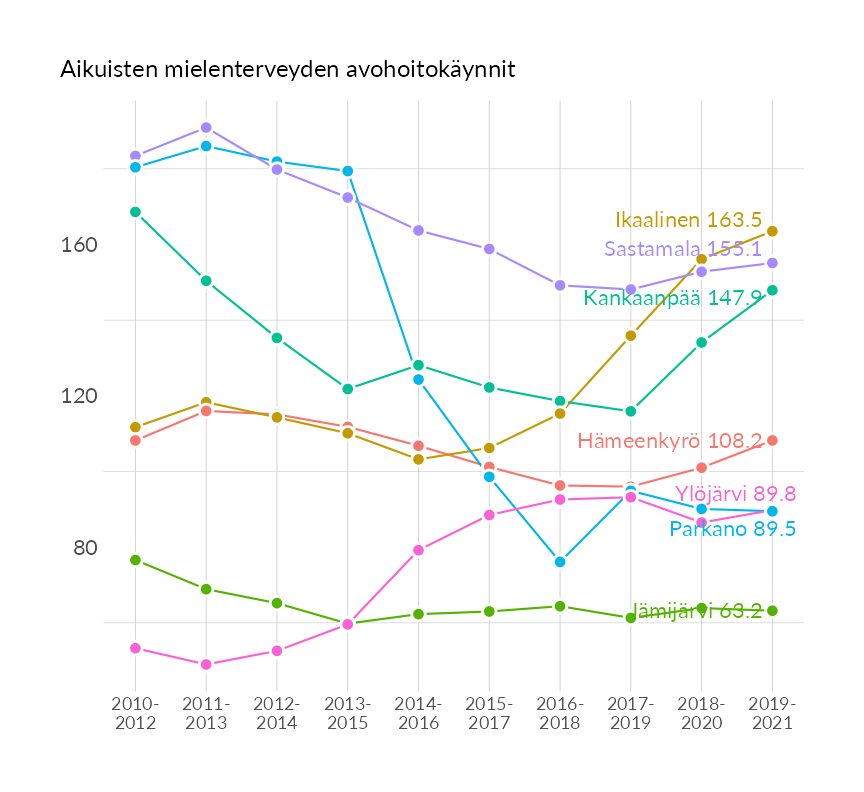 Aikuisten mielenterveyden avohoitokäynnit
Ikaalinen 163.5
160
Sastamala 155.1
Kankaanpää 147.9
120
Hämeenkyrö 108.2
Ylöjärvi 89.8
Parkano 89.5
80
Jämijärvi 63.2
2010- 2011- 2012- 2013- 2014- 2015- 2016- 2017- 2018- 2019-
2012 2013 2014 2015 2016 2017 2018 2019 2020 2021